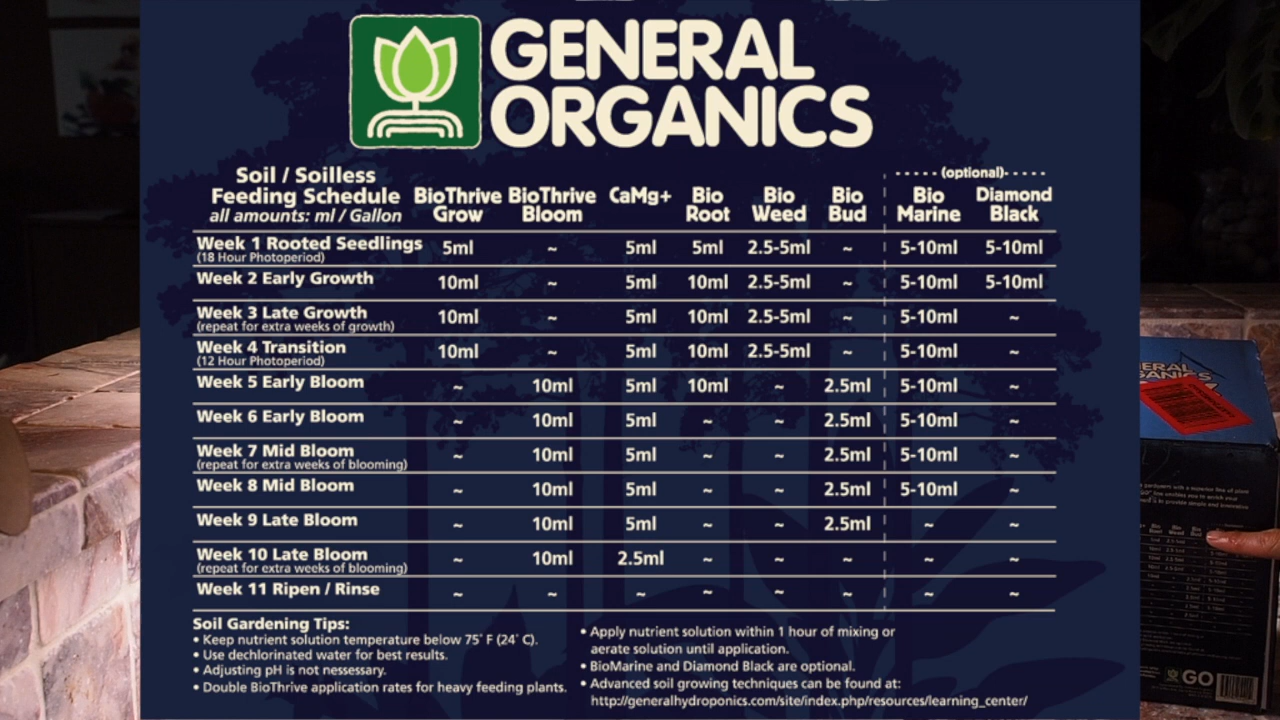 GENERAL
ORGANICS
Soil / Soilless
Feeding Schedule
all amounts: ml / Gallon
BioThrive Grow BioThrive Bloom CaMg+ Bio Root Bio Weed Bio Bud (optional) Bio Marine Diamond Black
Week 1 Rooted Seedlings 5ml ~ 5ml 5ml 2.5-5ml ~ 5-10ml 5-10ml
(18 Hour Photoperiod)
Week 2 Early Growth 10ml ~ 5ml 10ml 2.5-5ml ~ 5-10ml 5-10ml
Week 3 Late Growth 10ml ~ 5ml 10ml 2.5-5ml ~ 5-10ml ~
(repeat for extra weeks of growth)
Week 4 Transition 10ml ~ 5ml 10ml 2.5-5ml ~ 5-10ml ~
(12 Hour Photoperiod)
Week 5 Early Bloom ~ 10ml 5ml 10ml ~ 2.5ml 5-10ml ~
Week 6 Early Bloom ~ 10ml 5ml ~ ~ 2.5ml 5-10ml ~
Week 7 Mid Bloom ~ 10ml 5ml ~ ~ 2.5ml 5-10ml ~
(repeat for extra weeks of blooming)
Week 8 Mid Bloom ~ 10ml 5ml ~ ~ 2.5ml 5-10ml ~
Week 9 Late Bloom ~ 10ml 5ml ~ ~ 2.5ml ~ ~
Week 10 Late Bloom ~ 10ml 2.5ml ~ ~ ~ ~ ~
(repeat for extra weeks of blooming)
Week 11 Ripen / Rinse ~ ~ ~ ~ ~ ~ ~ ~
Soil Gardening Tips:
• Keep nutrient solution temperature below 75° F (24° C).
• Use dechlorinated water for best results.
• Adjusting pH is not nessessary.
• Double BioThrive application rates for heavy feeding plants.
• Apply nutrient solution within 1 hour of mixing or
aerate solution until application.
• BioMarine and Diamond Black are optional.
• Advanced soil growing techniques can be found at:
http://generalhydroponics.com/site/index.php/resources/learning_center/
GO